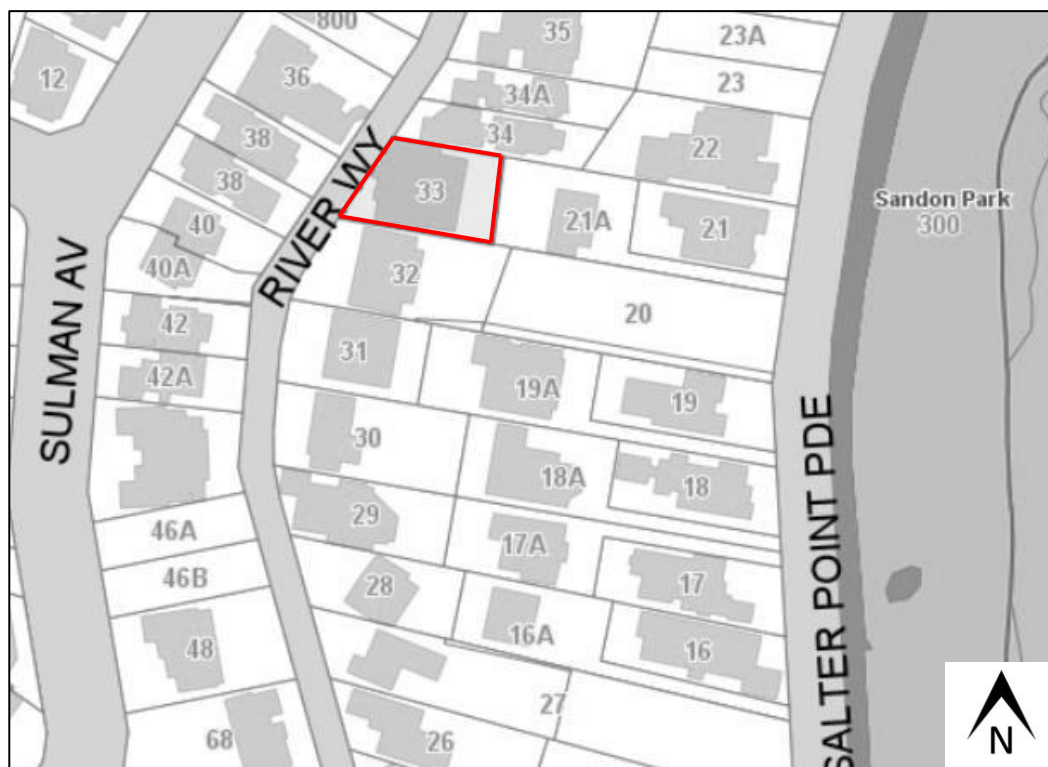 800
35
23A
12
36
23
34A
38
34
22
RIVER WY
38
33
Sandon Park
300
40
21A
21
40A
32
20
42
31
42A
19A
19
SULMAN AV
30
18A
18
SALTER POINT PDE
46A
29
17A
46B
28
17
16A
16
48
27
68
26
N